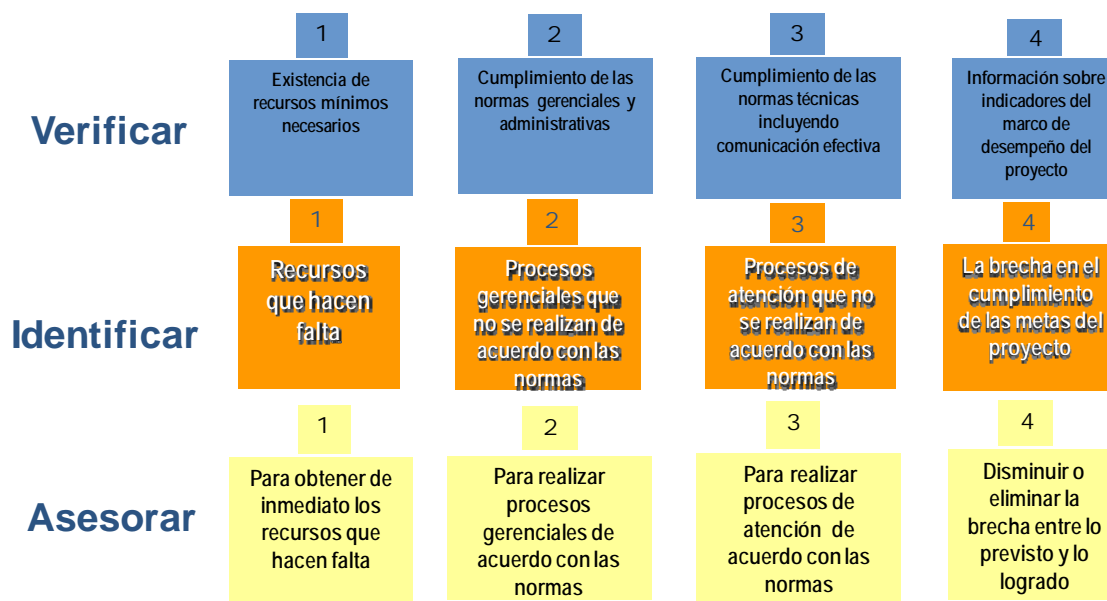 1
2
3
4
Verificar
Existencia de
recursos mínimos
necesarios
Cumplimiento de las
normas gerenciales y
administrativas
Cumplimiento de las
normas técnicas
incluyendo
comunicación efectiva
Información sobre
indicadores del
marco de
desempeño del
proyecto
1
2
3
4
Identificar
Recursos
que hacen
falta
Procesos
gerenciales que
no se realizan de
acuerdo con las
normas
Procesos de
atención que no
se realizan de
acuerdo con las
normas
La brecha en el
cumplimiento
de las metas del
proyecto
1
2
3
4
Asesorar
Para obtener de
inmediato los
recursos que
hacen falta
Para realizar
procesos
gerenciales de
acuerdo con las
normas
Para realizar
procesos de
atención de
acuerdo con las
normas
Disminuir o
eliminar la
brecha entre lo
previsto y lo
logrado